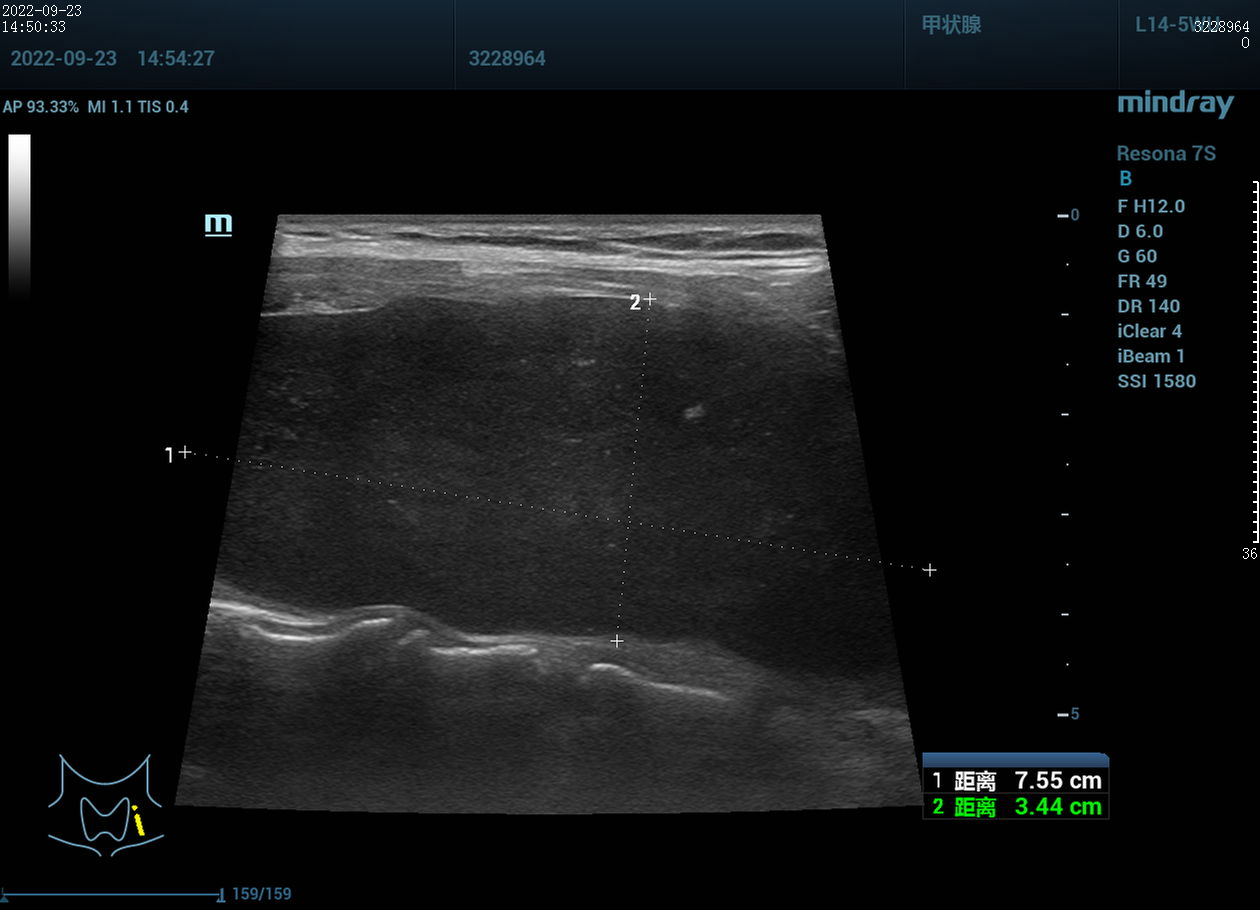 2022-09-23
14:50:33
2022-09-23 14:54:27
3228964
甲状腺
L14-5W
3228964
0
AP 93.33% MI 1.1 TIS 0.4
mindray
Resona 7S
B
F H12.0
D 6.0
G 60
FR 49
DR 140
iClear 4
iBeam 1
SSI 1580
m
0
2
1
36
5
1 距离 7.55 cm
2 距离 3.44 cm
159/159